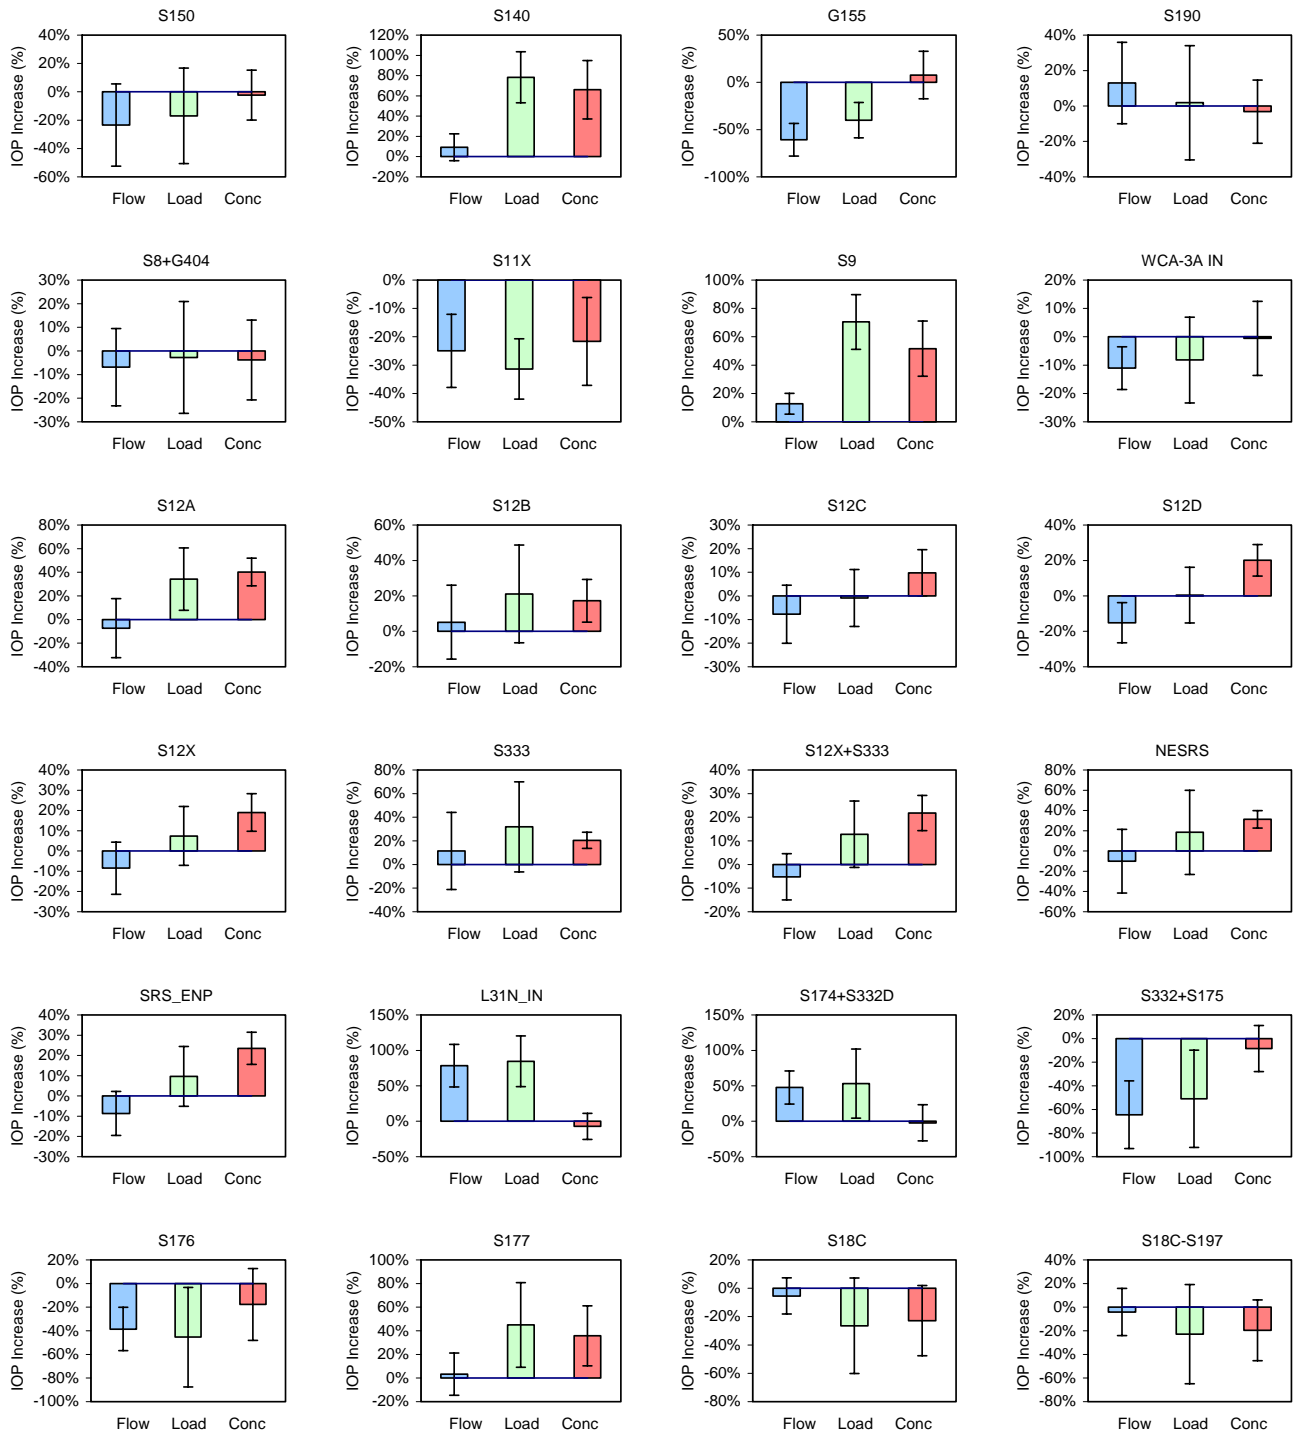 S150
IOP Increase (%)
40%
20%
0%
-20%
-40%
-60%
Flow Load Conc
S140
IOP Increase (%)
120%
100%
80%
60%
40%
20%
0%
-20%
Flow Load Conc
G155
IOP Increase (%)
50%
0%
-50%
-100%
Flow Load Conc
S190
IOP Increase (%)
40%
20%
0%
-20%
-40%
Flow Load Conc
S8+G404
IOP Increase (%)
30%
20%
10%
0%
-10%
-20%
-30%
Flow Load Conc
S11X
IOP Increase (%)
0%
-10%
-20%
-30%
-40%
-50%
Flow Load Conc
S9
IOP Increase (%)
100%
80%
60%
40%
20%
0%
Flow Load Conc
WCA-3A IN
IOP Increase (%)
20%
10%
0%
-10%
-20%
-30%
Flow Load Conc
S12A
IOP Increase (%)
80%
60%
40%
20%
0%
-20%
-40%
Flow Load Conc
S12B
IOP Increase (%)
60%
40%
20%
0%
-20%
Flow Load Conc
S12C
IOP Increase (%)
30%
20%
10%
0%
-10%
-20%
-30%
Flow Load Conc
S12D
IOP Increase (%)
40%
20%
0%
-20%
-40%
Flow Load Conc
S12X
IOP Increase (%)
40%
30%
20%
10%
0%
-10%
-20%
-30%
Flow Load Conc
S333
IOP Increase (%)
80%
60%
40%
20%
0%
-20%
-40%
Flow Load Conc
S12X+S333
IOP Increase (%)
40%
30%
20%
10%
0%
-10%
-20%
Flow Load Conc
NESRS
IOP Increase (%)
80%
60%
40%
20%
0%
-20%
-40%
-60%
Flow Load Conc
SRS_ENP
IOP Increase (%)
40%
30%
20%
10%
0%
-10%
-20%
-30%
Flow Load Conc
L31N_IN
IOP Increase (%)
150%
100%
50%
0%
-50%
Flow Load Conc
S174+S332D
IOP Increase (%)
150%
100%
50%
0%
-50%
Flow Load Conc
S332+S175
IOP Increase (%)
20%
0%
-20%
-40%
-60%
-80%
-100%
Flow Load Conc
S176
IOP Increase (%)
20%
0%
-20%
-40%
-60%
-80%
-100%
Flow Load Conc
S177
IOP Increase (%)
100%
80%
60%
40%
20%
0%
-20%
Flow Load Conc
S18C
IOP Increase (%)
20%
0%
-20%
-40%
-60%
-80%
Flow Load Conc
S18C-S197
IOP Increase (%)
40%
20%
0%
-20%
-40%
-60%
-80%
Flow Load Conc